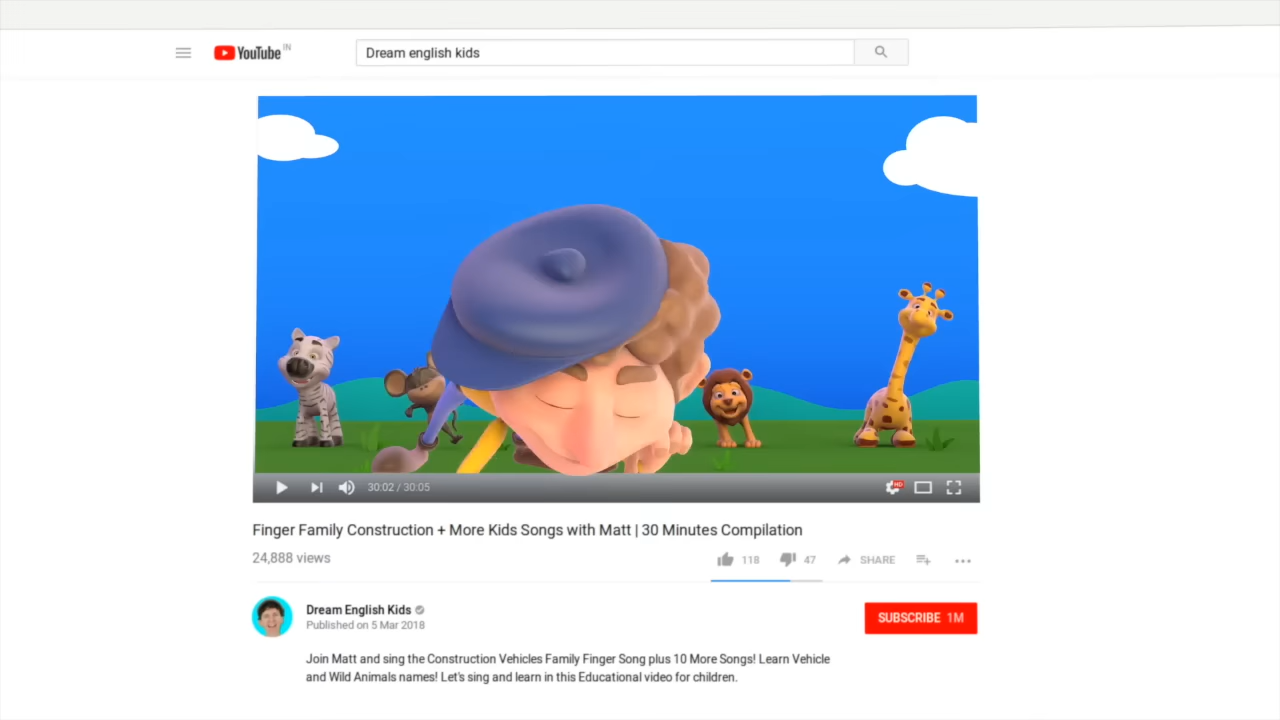 YouTube IN
Dream english kids
30:02 / 30:05
HD
Finger Family Construction + More Kids Songs with Matt | 30 Minutes Compilation
24,888 views
118 47 SHARE
Dream English Kids
Published on 5 Mar 2018
SUBSCRIBE 1M
Join Matt and sing the Construction Vehicles Family Finger Song plus 10 More Songs! Learn Vehicle
and Wild Animals names! Let's sing and learn in this Educational video for children.